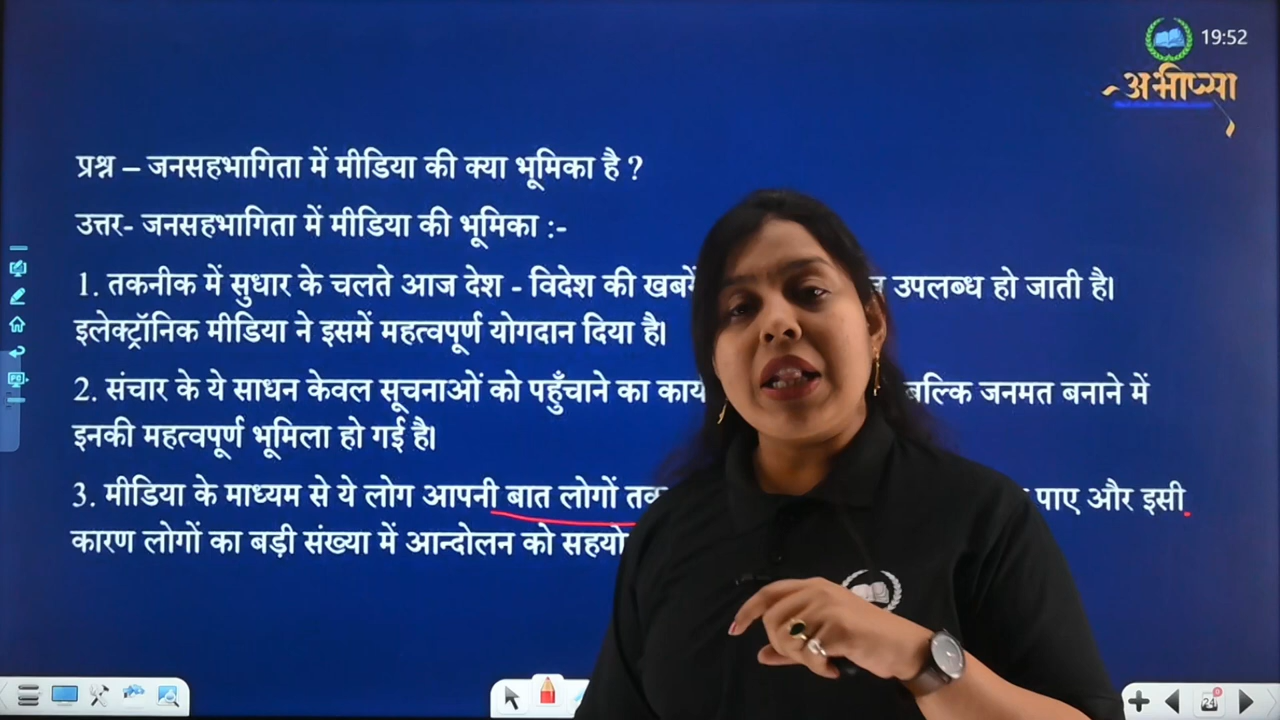 19:52
अभीप्सा
प्रश्न – जनसहभागिता में मीडिया की क्या भूमिका है ?
उत्तर- जनसहभागिता में मीडिया की भूमिका :-
1. तकनीक में सुधार के चलते आज देश - विदेश की खबरें उपलब्ध हो जाती है।
इलेक्ट्रॉनिक मीडिया ने इसमें महत्वपूर्ण योगदान दिया है।
2. संचार के ये साधन केवल सूचनाओं को पहुँचाने का बल्कि जनमत बनाने में
इनकी महत्वपूर्ण भूमिला हो गई है।
3. मीडिया के माध्यम से ये लोग आपनी बात लोगों पाए और इसी
कारण लोगों का बड़ी संख्या में आन्दोलन को
24